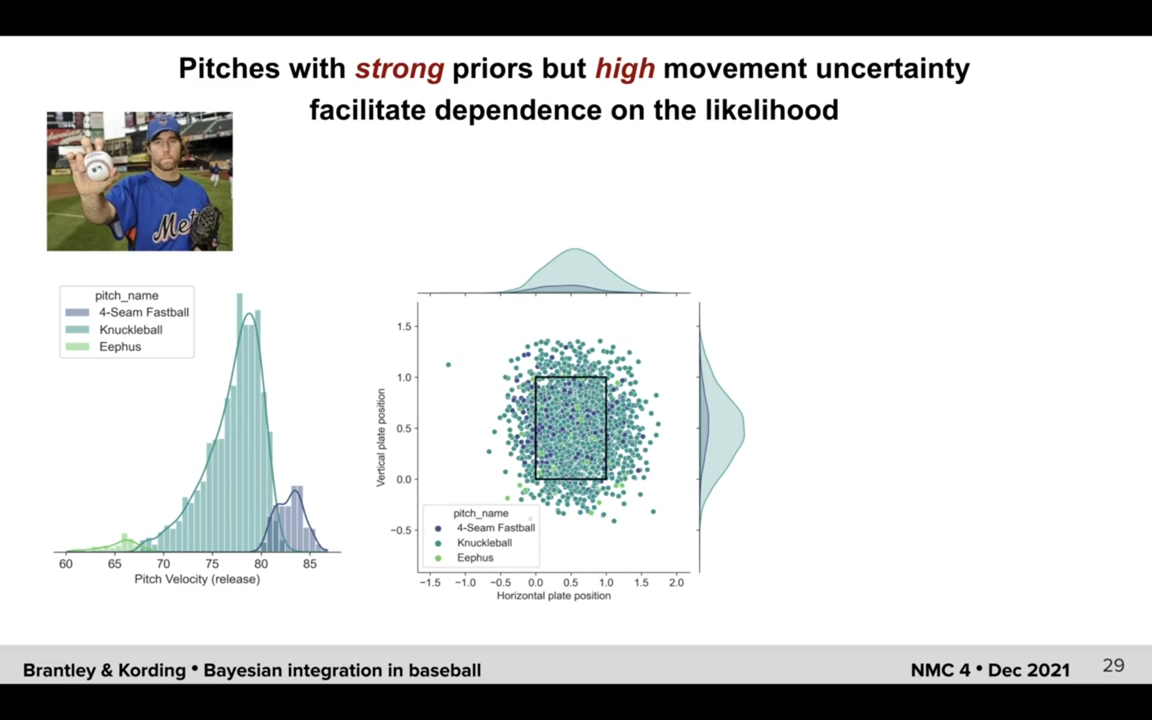 Pitches with strong priors but high movement uncertainty
facilitate dependence on the likelihood
Mets
pitch_name
4-Seam Fastball
Knuckleball
Eephus
60 65 70 75 80 85
Pitch Velocity (release)
1.5
1.0
0.5
0.0
−0.5
Vertical plate position
pitch_name
4-Seam Fastball
Knuckleball
Eephus
−1.5 −1.0 −0.5 0.0 0.5 1.0 1.5 2.0
Horizontal plate position
Brantley & Kording • Bayesian integration in baseball
NMC 4 • Dec 2021
29